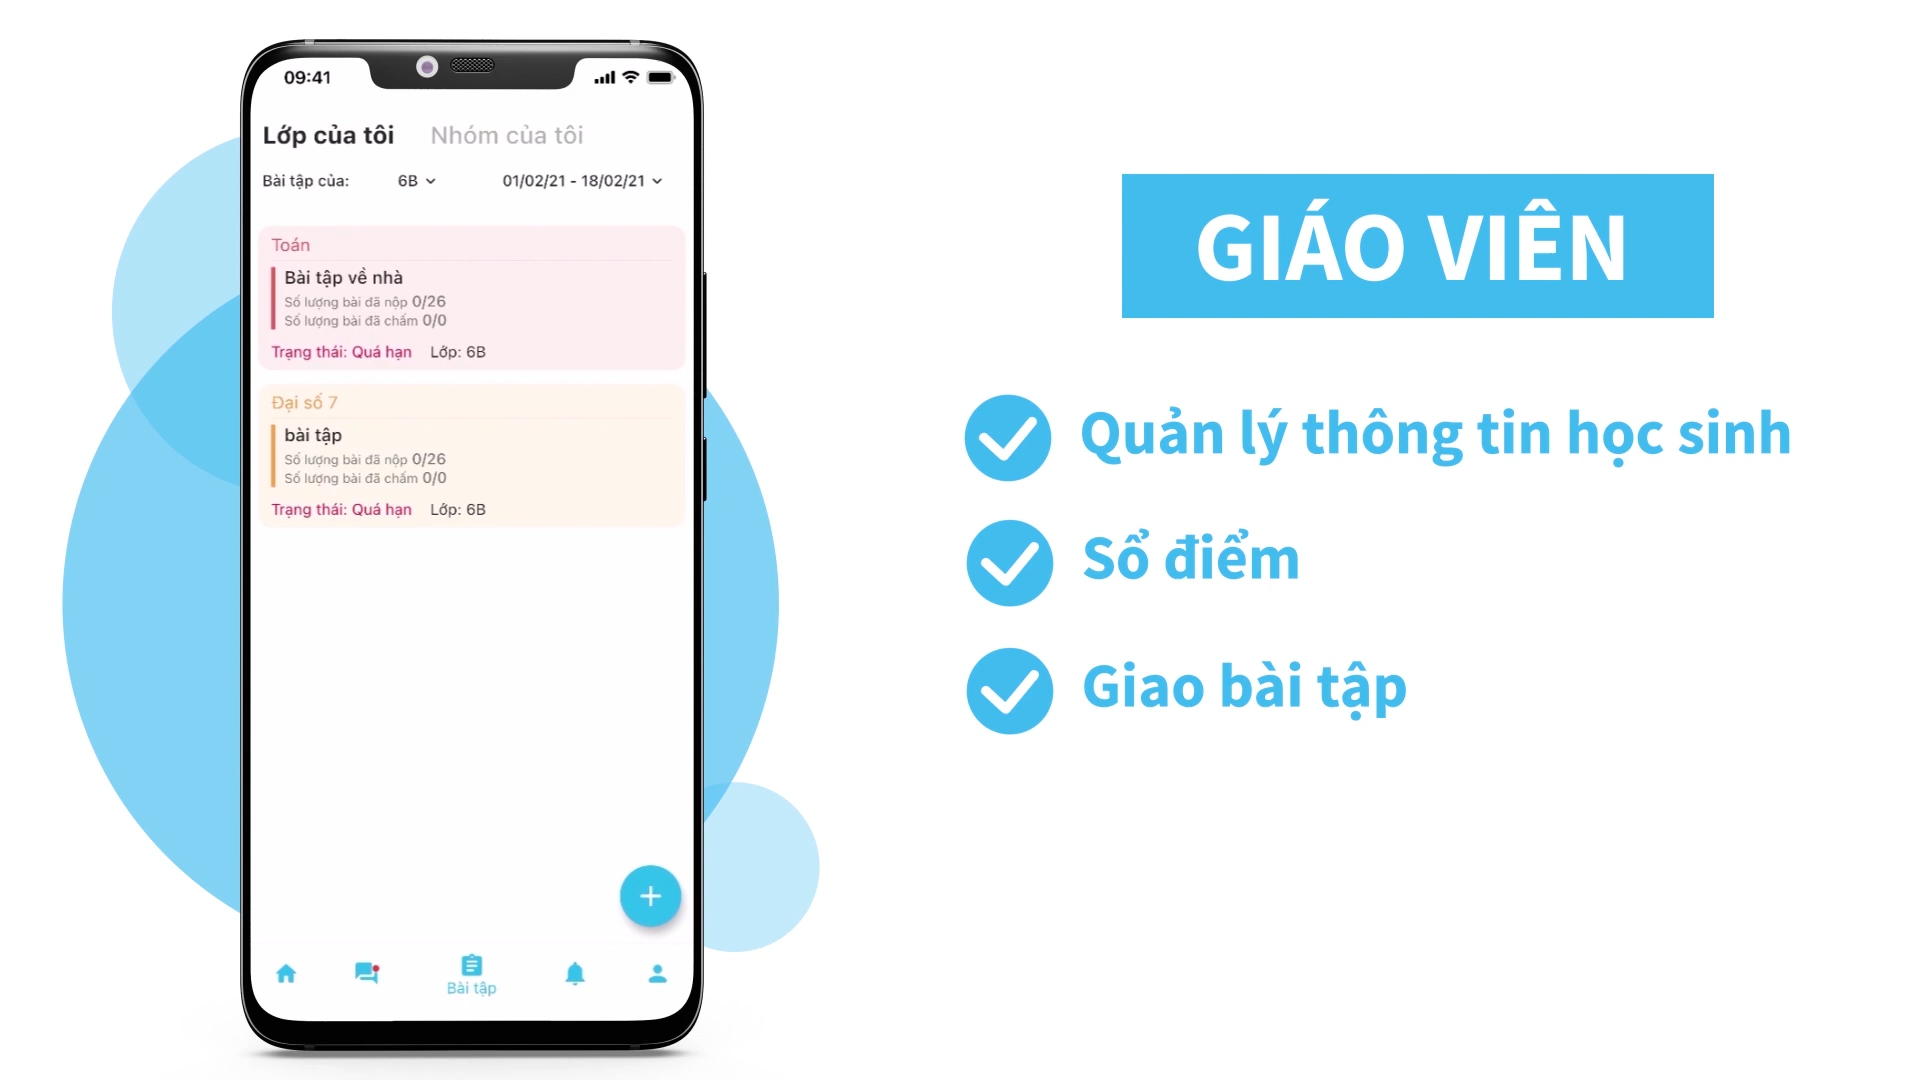 09:41
Lớp của tôi Nhóm của tôi
Bài tập của: 6B 01/02/21 - 18/02/21
Toán
Bài tập về nhà
Số lượng bài đã nộp 0/26
Số lượng bài đã chấm 0/0
Trạng thái: Quá hạn Lớp: 6B
Đại số 7
bài tập
Số lượng bài đã nộp 0/26
Số lượng bài đã chấm 0/0
Trạng thái: Quá hạn Lớp: 6B
Bài tập
GIÁO VIÊN
Quản lý thông tin học sinh
Sổ điểm
Giao bài tập